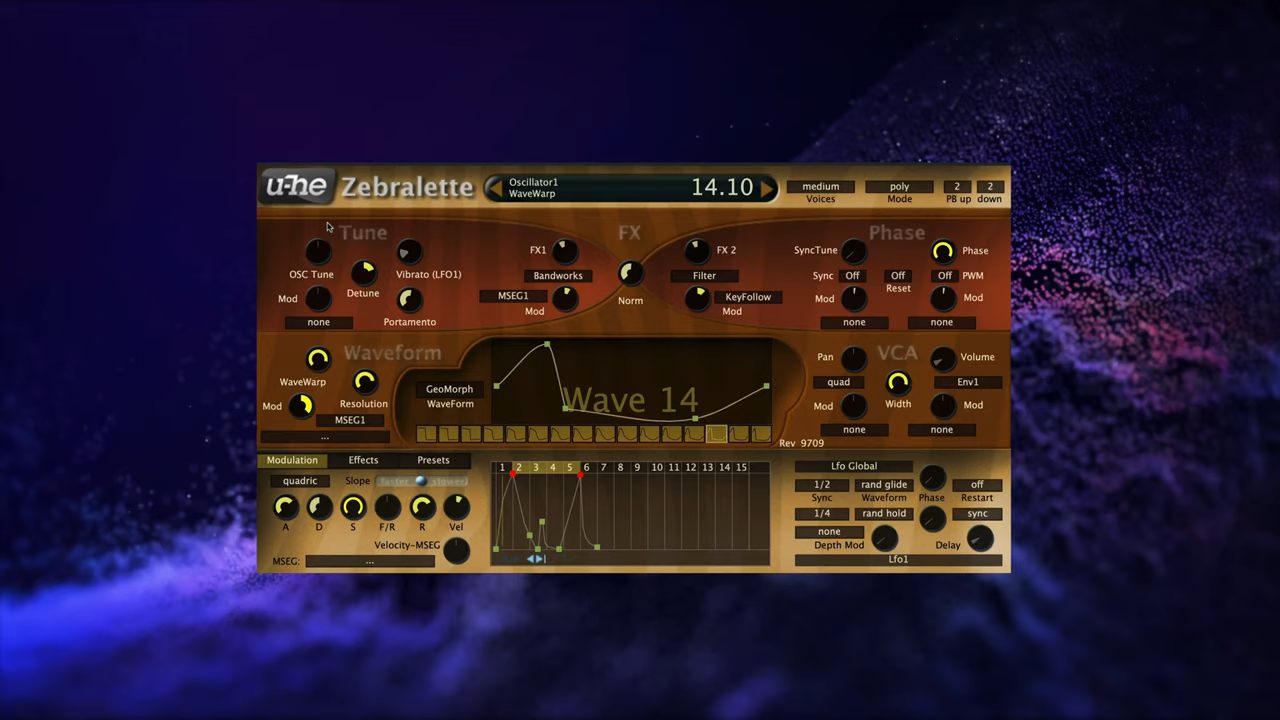 u-he Zebralette
Oscillator1
WaveWarp
14.10
medium poly 2 2
Voices Mode PB up down
Tune FX Phase
FX1 FX 2 SyncTune Phase
OSC Tune Vibrato (LFO1) Bandworks Filter Sync Off Off Off PWM
Detune Reset
Mod MSEG1 Norm KeyFollow Mod Mod
none Portamento Mod Mod none none
Waveform VCA
Pan Volume
WaveWarp GeoMorph Wave 14 quad Env1
Resolution WaveForm Width
Mod Mod Mod
MSEG1 none none
... Rev 9709
Modulation Effects Presets 1 2 3 4 5 6 7 8 9 10 11 12 13 14 15 Lfo Global
quadric Slope faster slower 1/2 rand glide off
Sync Waveform Phase Restart
A D S F/R R Vel 1/4 rand hold sync
none
Velocity-MSEG Depth Mod Delay
MSEG: ... Lfo1